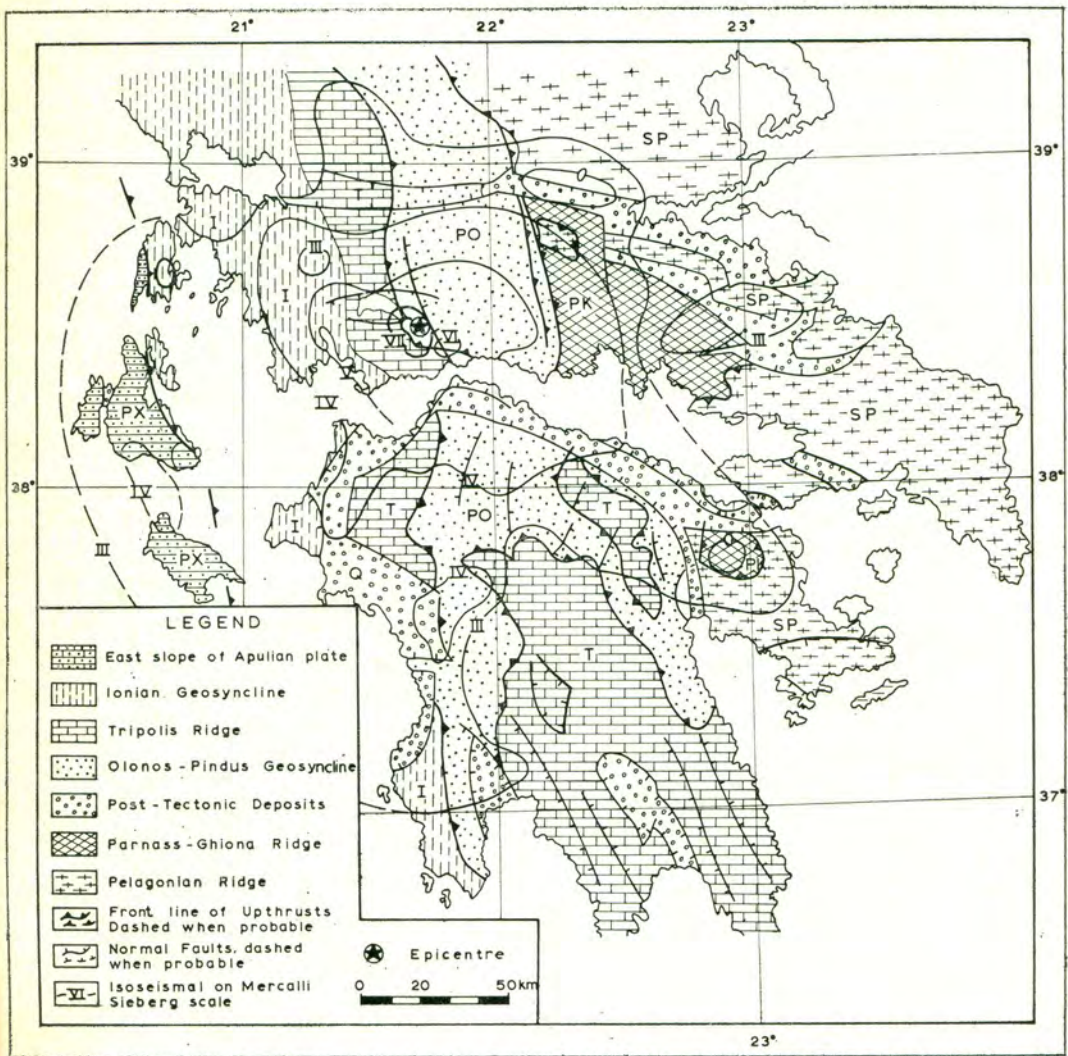 21° 22° 23°
39° 39°
SP
T
I
PO
III
I
PK
SP
VII VI
III
V
IV
PX
SP
38° 38°
IV
IV
T
PO
T
I
III
PX
Q
IV
P
III
SP
T
I
37°
LEGEND
East slope of Apulian plate
Ionian Geosyncline
Tripolis Ridge
Olonos-Pindus Geosyncline
Post-Tectonic Deposits
Parnass-Ghiona Ridge
Pelagonian Ridge
Front line of Upthrusts
Dashed when probable
Normal Faults, dashed
when probable
VI Isoseismal on Mercalli
Sieberg scale
Epicentre
0 20 50km
23°